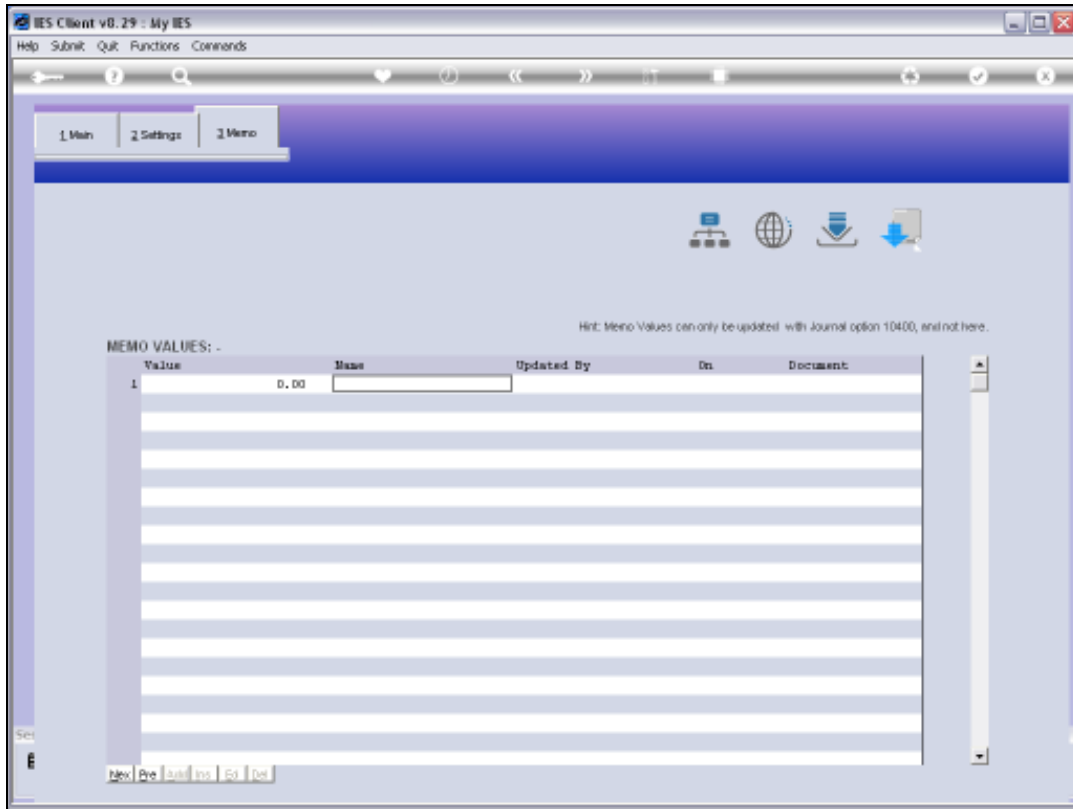 IES Client v8.29 : My IES
Help Submit Quit Functions Commands
1 Main 2 Settings 3 Memo
Hint: Memo Values can only be updated with Journal option 10400, and not here.
MEMO VALUES: -
Value Name Updated By On Document
1 0.00
Nex Pre Add Ins Ed Del